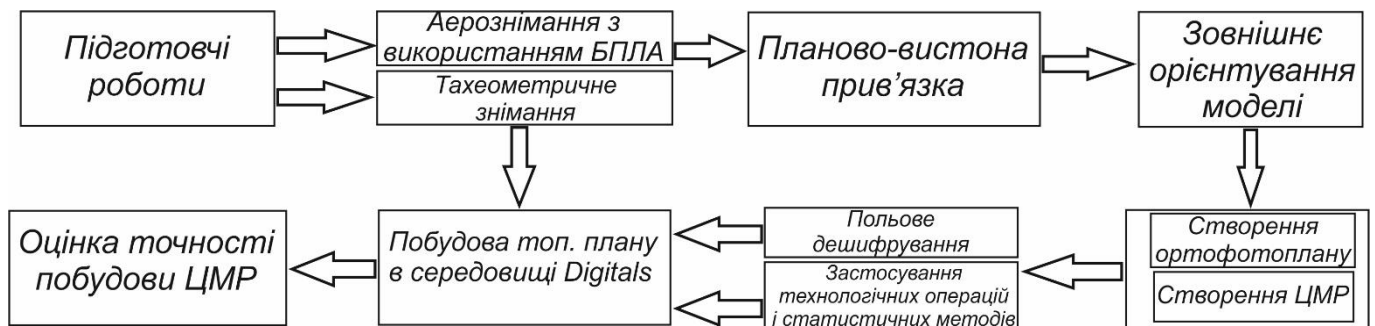 Підготовчі
роботи
Аерознімання з
використанням БПЛА
Тахеометричне
знімання
Планово-вистона
прив’язка
Зовнішнє
орієнтування
моделі
Створення
ортофотоплану
Створення ЦМР
Польове
дешифрування
Застосування
технологічних операцій
і статистичних методів
Побудова топ. плану
в середовищі Digitals
Оцінка точності
побудови ЦМР